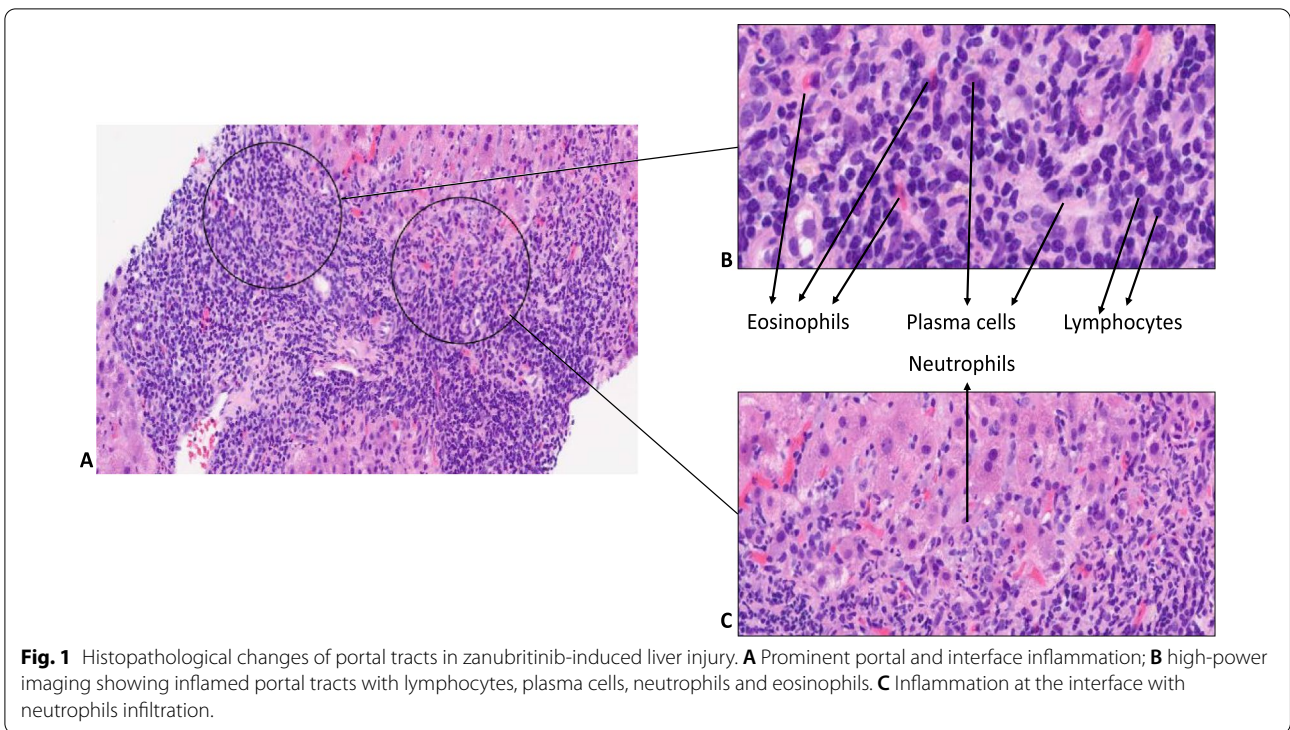 A
B
Eosinophils Plasma cells Lymphocytes
Neutrophils
C
Fig. 1 Histopathological changes of portal tracts in zanubritinib-induced liver injury. A Prominent portal and interface inflammation; B high-power
imaging showing inflamed portal tracts with lymphocytes, plasma cells, neutrophils and eosinophils. C Inflammation at the interface with
neutrophils infiltration.